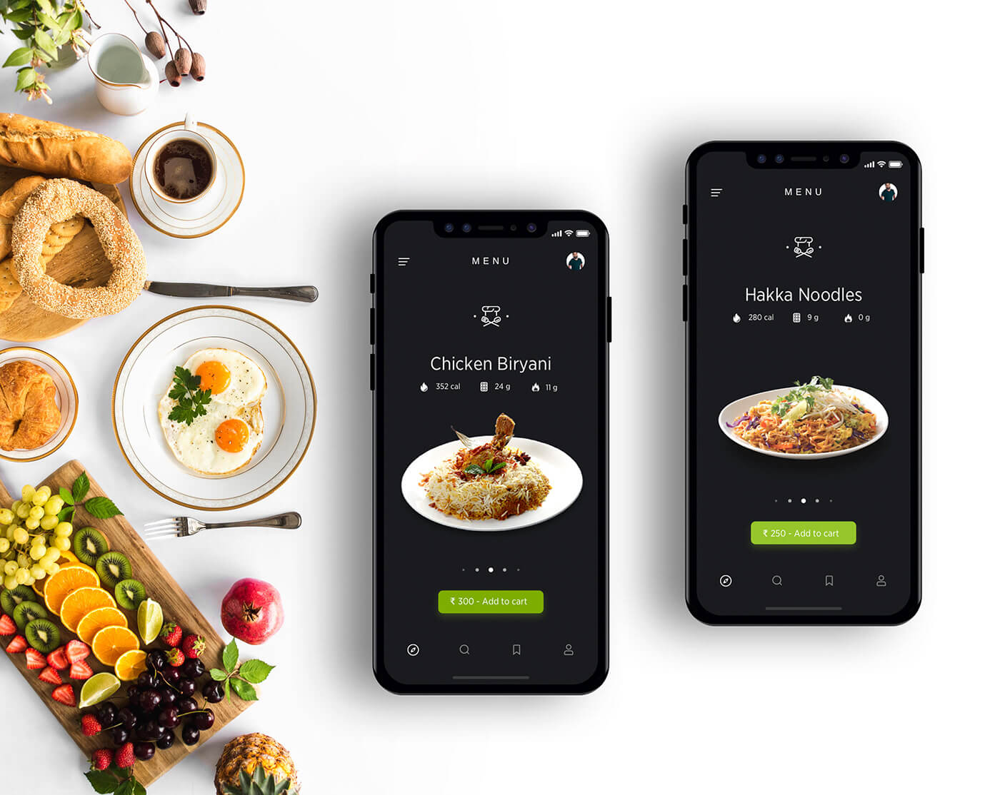 MENU
Chicken Biryani
352 cal 24 g 11 g
₹ 300 - Add to cart
MENU
Hakka Noodles
280 cal 9 g 0 g
₹ 250 - Add to cart